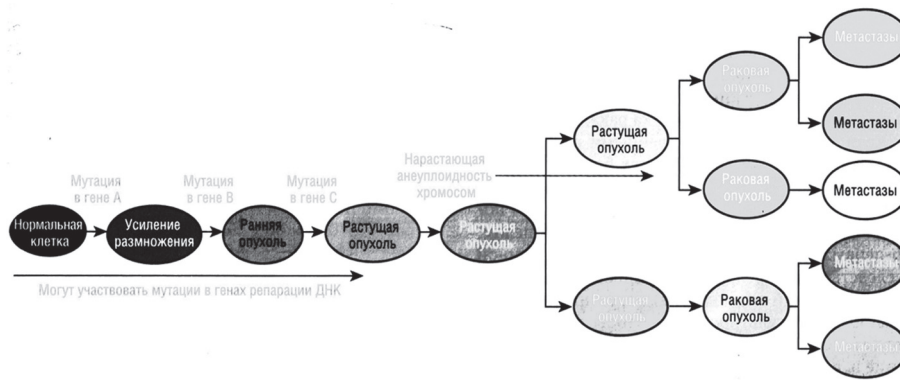 Метастазы
Раковая
опухоль
Растущая
опухоль
Метастазы
Нарастающая
анеуплоидность
хромосом
Мутация
в гене А
Мутация
в гене В
Мутация
в гене С
Раковая
опухоль
Метастазы
Нормальная
клетка
Усиление
размножения
Ранняя
опухоль
Растущая
опухоль
Растущая
опухоль
Метастазы
Могут участвовать мутации в генах репарации ДНК
Растущая
опухоль
Раковая
опухоль
Метастазы